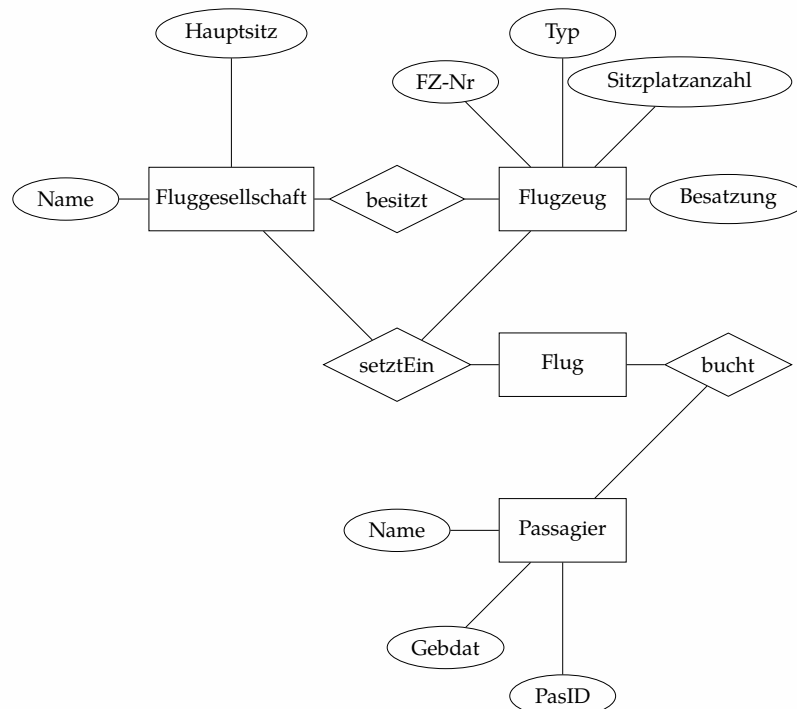 Hauptsitz
Typ
FZ-Nr
Sitzplatzanzahl
Name
Fluggesellschaft
besitzt
Flugzeug
Besatzung
setztEin
Flug
bucht
Name
Passagier
Gebdat
PasID